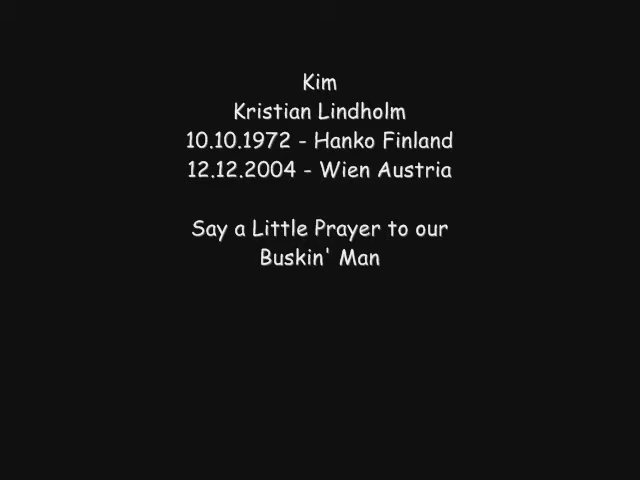 Kim
Kristian Lindholm
10.10.1972 - Hanko Finland
12.12.2004 - Wien Austria
Say a Little Prayer to our
Buskin' Man